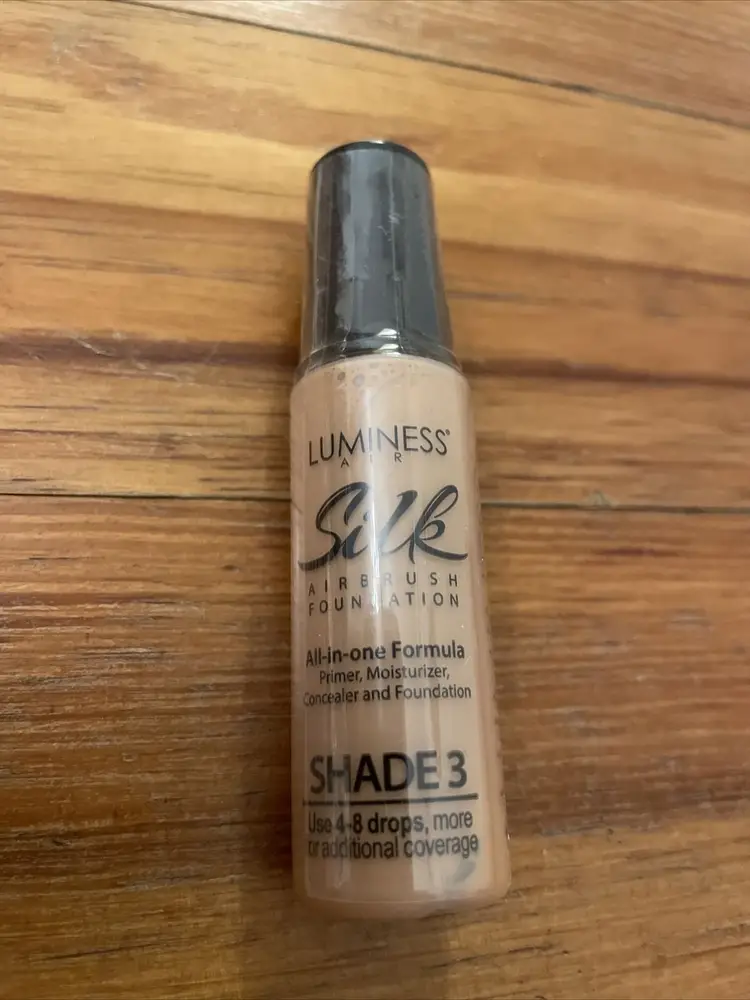 LUMINESS®
AIR
Silk
AIRBRUSH
FOUNDATION
All-in-one Formula
Primer, Moisturizer,
Concealer and Foundation
SHADE 3
Use 4-8 drops, more
or additional coverage